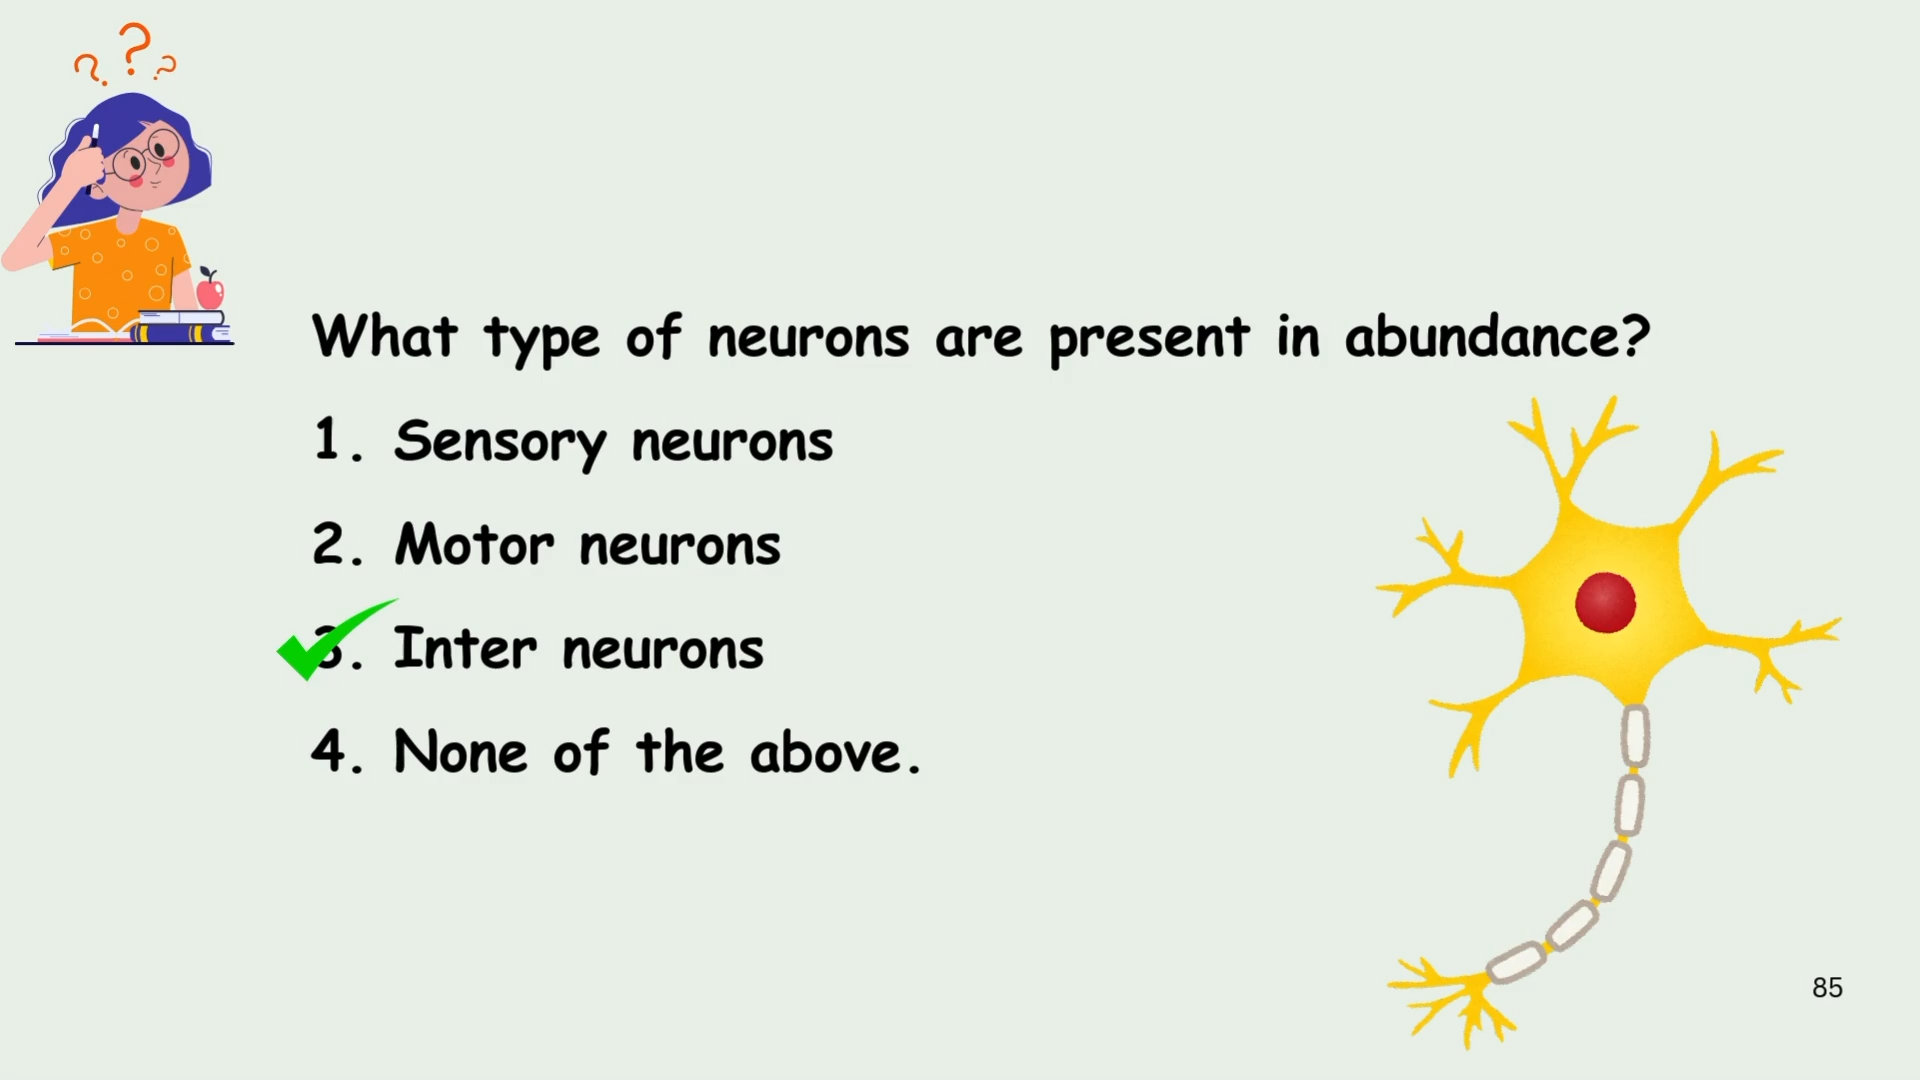 What type of neurons are present in abundance?
1. Sensory neurons
2. Motor neurons
3. Inter neurons
4. None of the above.
85